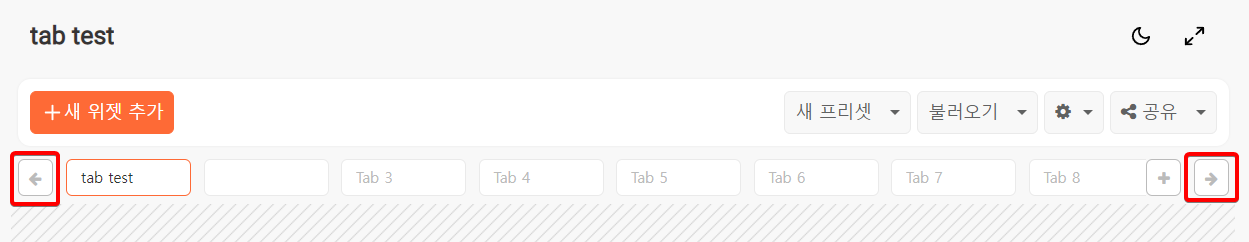 tab test
새 위젯 추가
새 프리셋
불러오기
공유
tab test
Tab 3
Tab 4
Tab 5
Tab 6
Tab 7
Tab 8